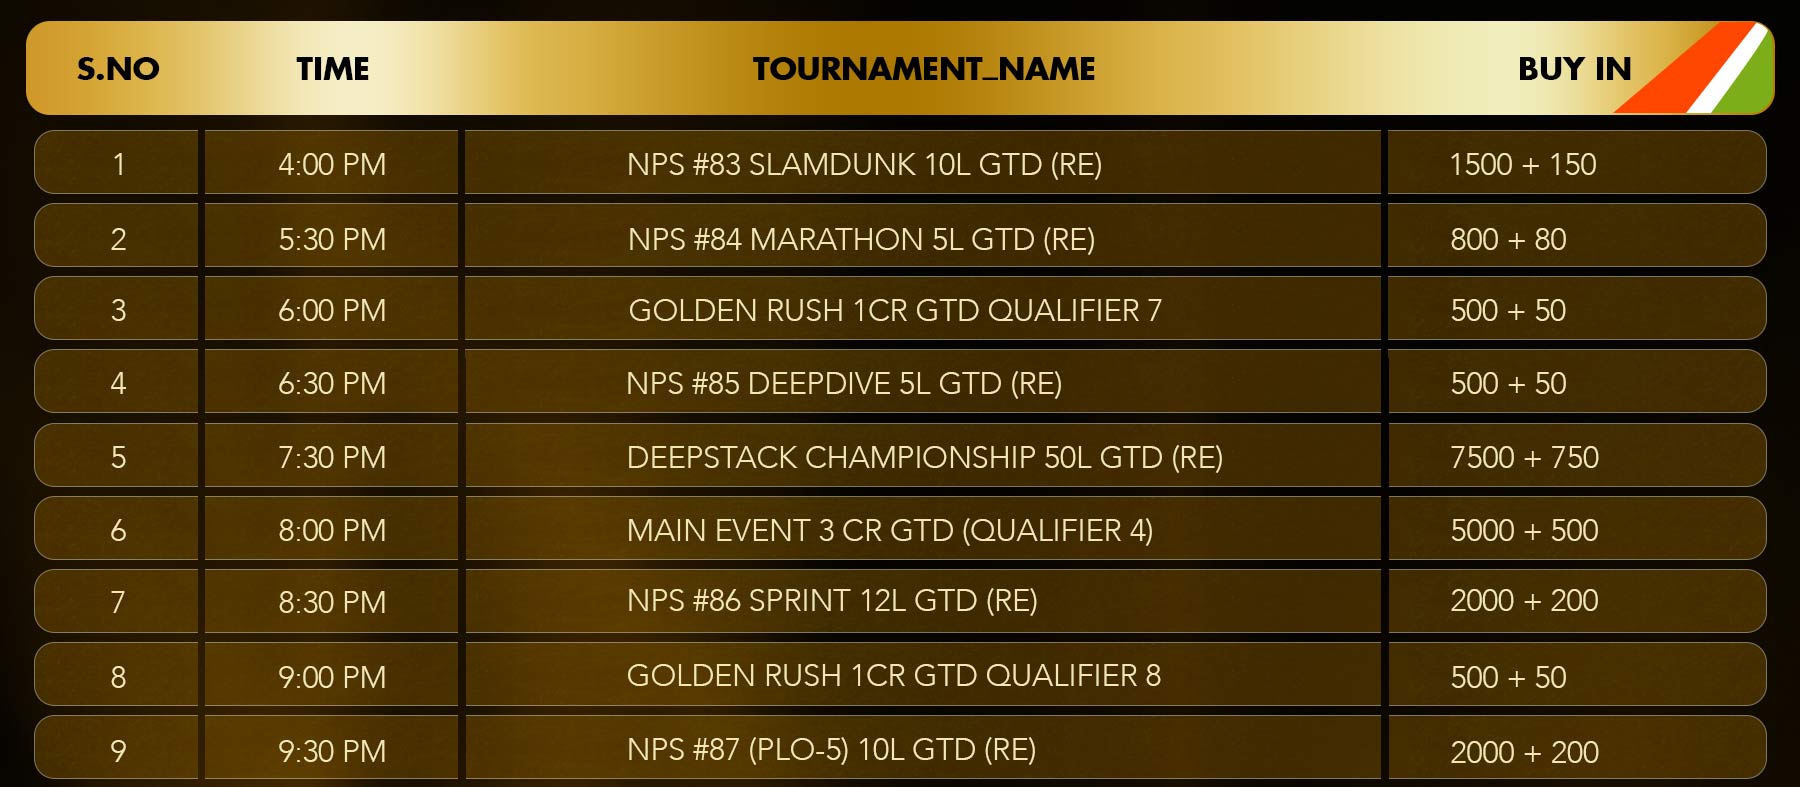 S.NO TIME TOURNAMENT_NAME BUY IN
1 4:00 PM NPS #83 SLAMDUNK 10L GTD (RE) 1500 + 150
2 5:30 PM NPS #84 MARATHON 5L GTD (RE) 800 + 80
3 6:00 PM GOLDEN RUSH 1CR GTD QUALIFIER 7 500 + 50
4 6:30 PM NPS #85 DEEPDIVE 5L GTD (RE) 500 + 50
5 7:30 PM DEEPSTACK CHAMPIONSHIP 50L GTD (RE) 7500 + 750
6 8:00 PM MAIN EVENT 3 CR GTD (QUALIFIER 4) 5000 + 500
7 8:30 PM NPS #86 SPRINT 12L GTD (RE) 2000 + 200
8 9:00 PM GOLDEN RUSH 1CR GTD QUALIFIER 8 500 + 50
9 9:30 PM NPS #87 (PLO-5) 10L GTD (RE) 2000 + 200